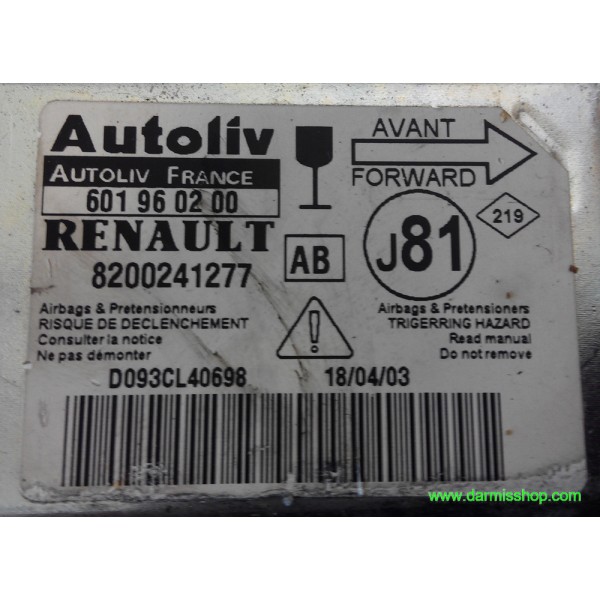 Autoliv
AUTOLIV FRANCE
601 96 02 00
RENAULT
8200241277
AVANT
FORWARD
AB
J81
219
Airbags & Pretensionneurs
RISQUE DE DECLENCHEMENT
Consulter la notice
Ne pas démonter
Airbags & Pretensioners
TRIGERRING HAZARD
Read manual
Do not remove
D093CL40698 18/04/03
www.darmisshop.com